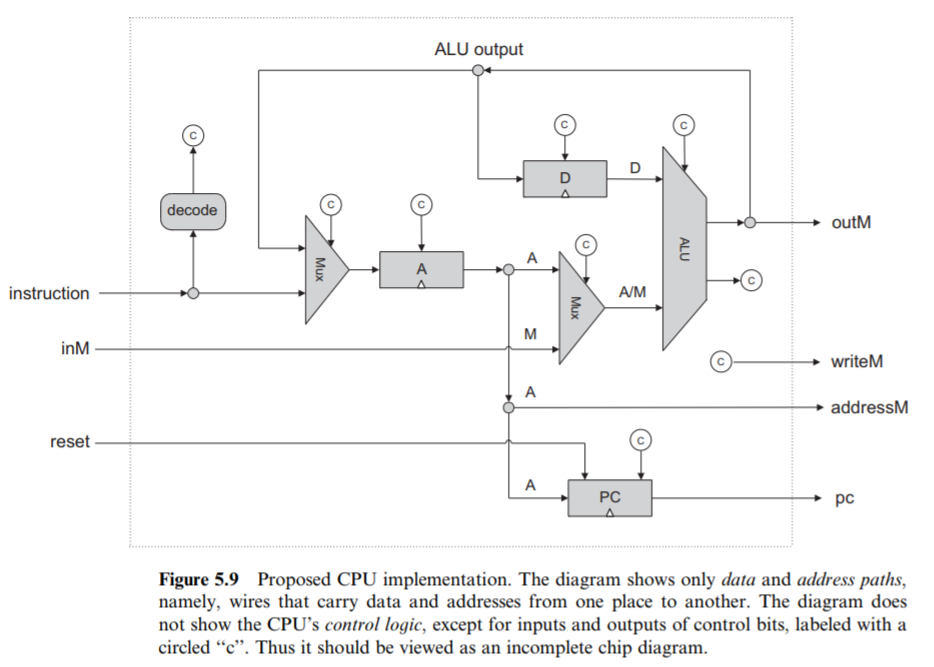 ALU output
c
c
c
decode
D
D
c
c
c
outM
Mux
A
A
Mux
A/M
ALU
c
instruction
M
inM
c
writeM
A
addressM
reset
c
A
PC
pc
Figure 5.9 Proposed CPU implementation. The diagram shows only data and address paths,
namely, wires that carry data and addresses from one place to another. The diagram does
not show the CPU's control logic, except for inputs and outputs of control bits, labeled with a
circled "c". Thus it should be viewed as an incomplete chip diagram.